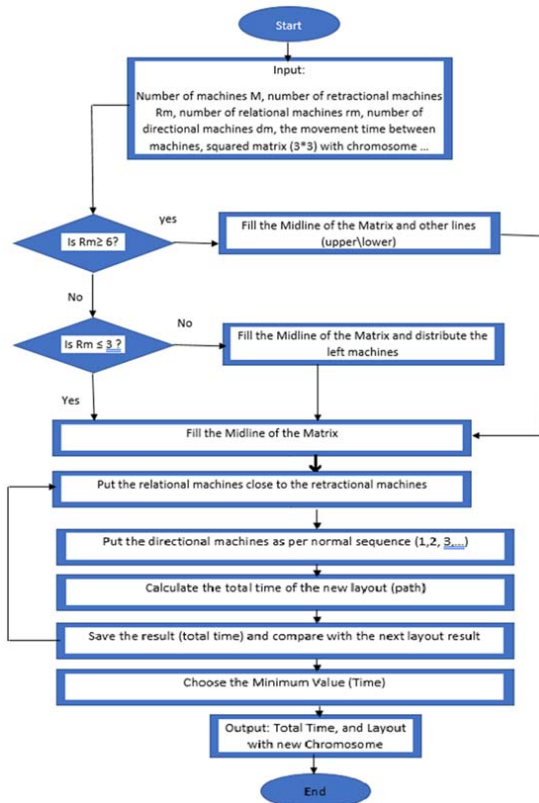 Start
Input:
Number of machines M, number of retractional machines
Rm, number of relational machines rm, number of
directional machines dm, the movement time between
machines, squared matrix (3*3) with chromosome ...
Is Rm≥ 6?
yes
Fill the Midline of the Matrix and other lines
(upper\lower)
No
Is Rm ≤ 3 ?
No
Fill the Midline of the Matrix and distribute the
left machines
Yes
Fill the Midline of the Matrix
Put the relational machines close to the retractional machines
Put the directional machines as per normal sequence (1,2, 3,...)
Calculate the total time of the new layout (path)
Save the result (total time) and compare with the next layout result
Choose the Minimum Value (Time)
Output: Total Time, and Layout
with new Chromosome
End